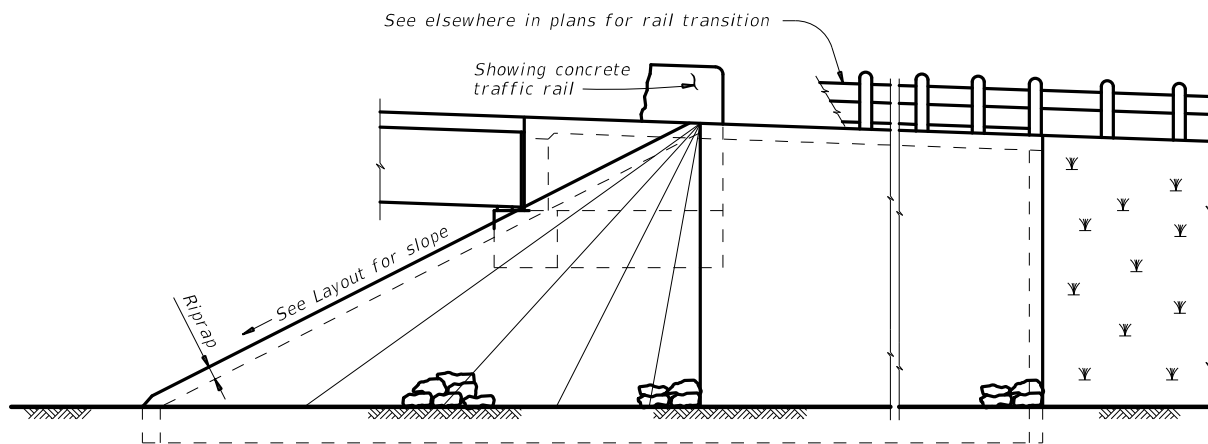 See elsewhere in plans for rail transition
Showing concrete
traffic rail
See Layout for slope
Riprap